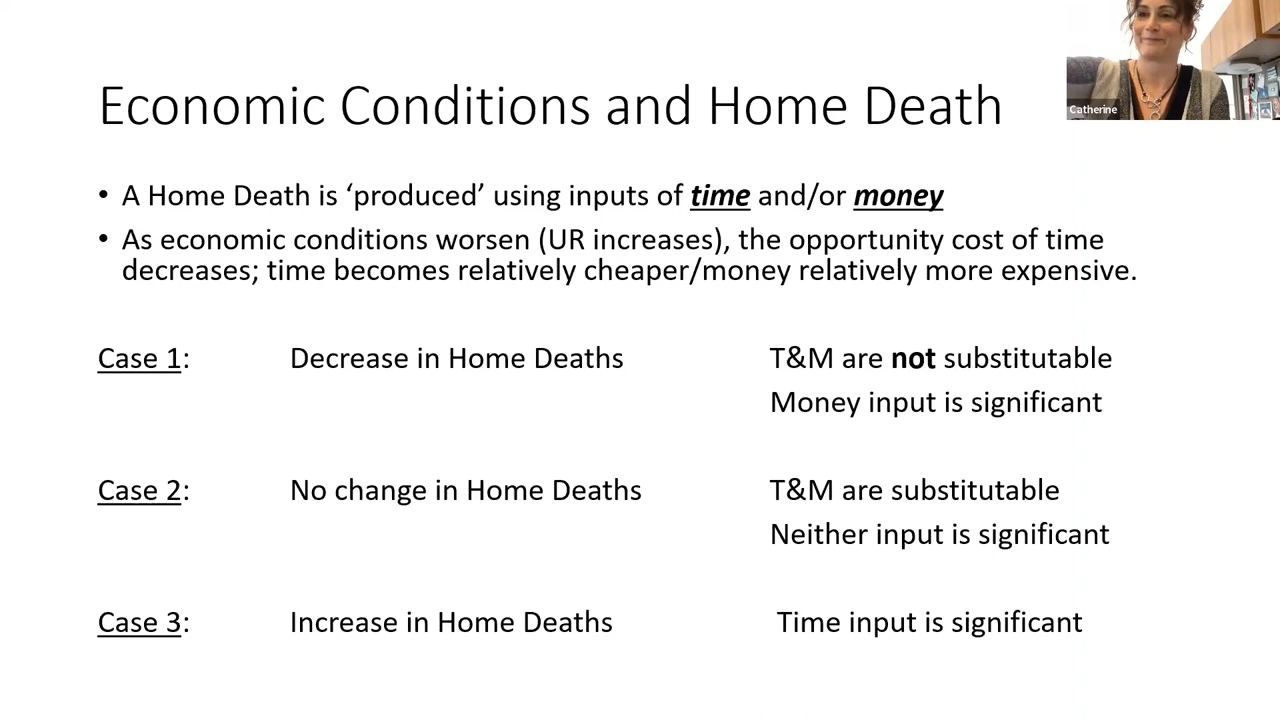 Catherine
Economic Conditions and Home Death
• A Home Death is ‘produced’ using inputs of time and/or money
• As economic conditions worsen (UR increases), the opportunity cost of time
decreases; time becomes relatively cheaper/money relatively more expensive.
Case 1: Decrease in Home Deaths T&M are not substitutable
Money input is significant
Case 2: No change in Home Deaths T&M are substitutable
Neither input is significant
Case 3: Increase in Home Deaths Time input is significant